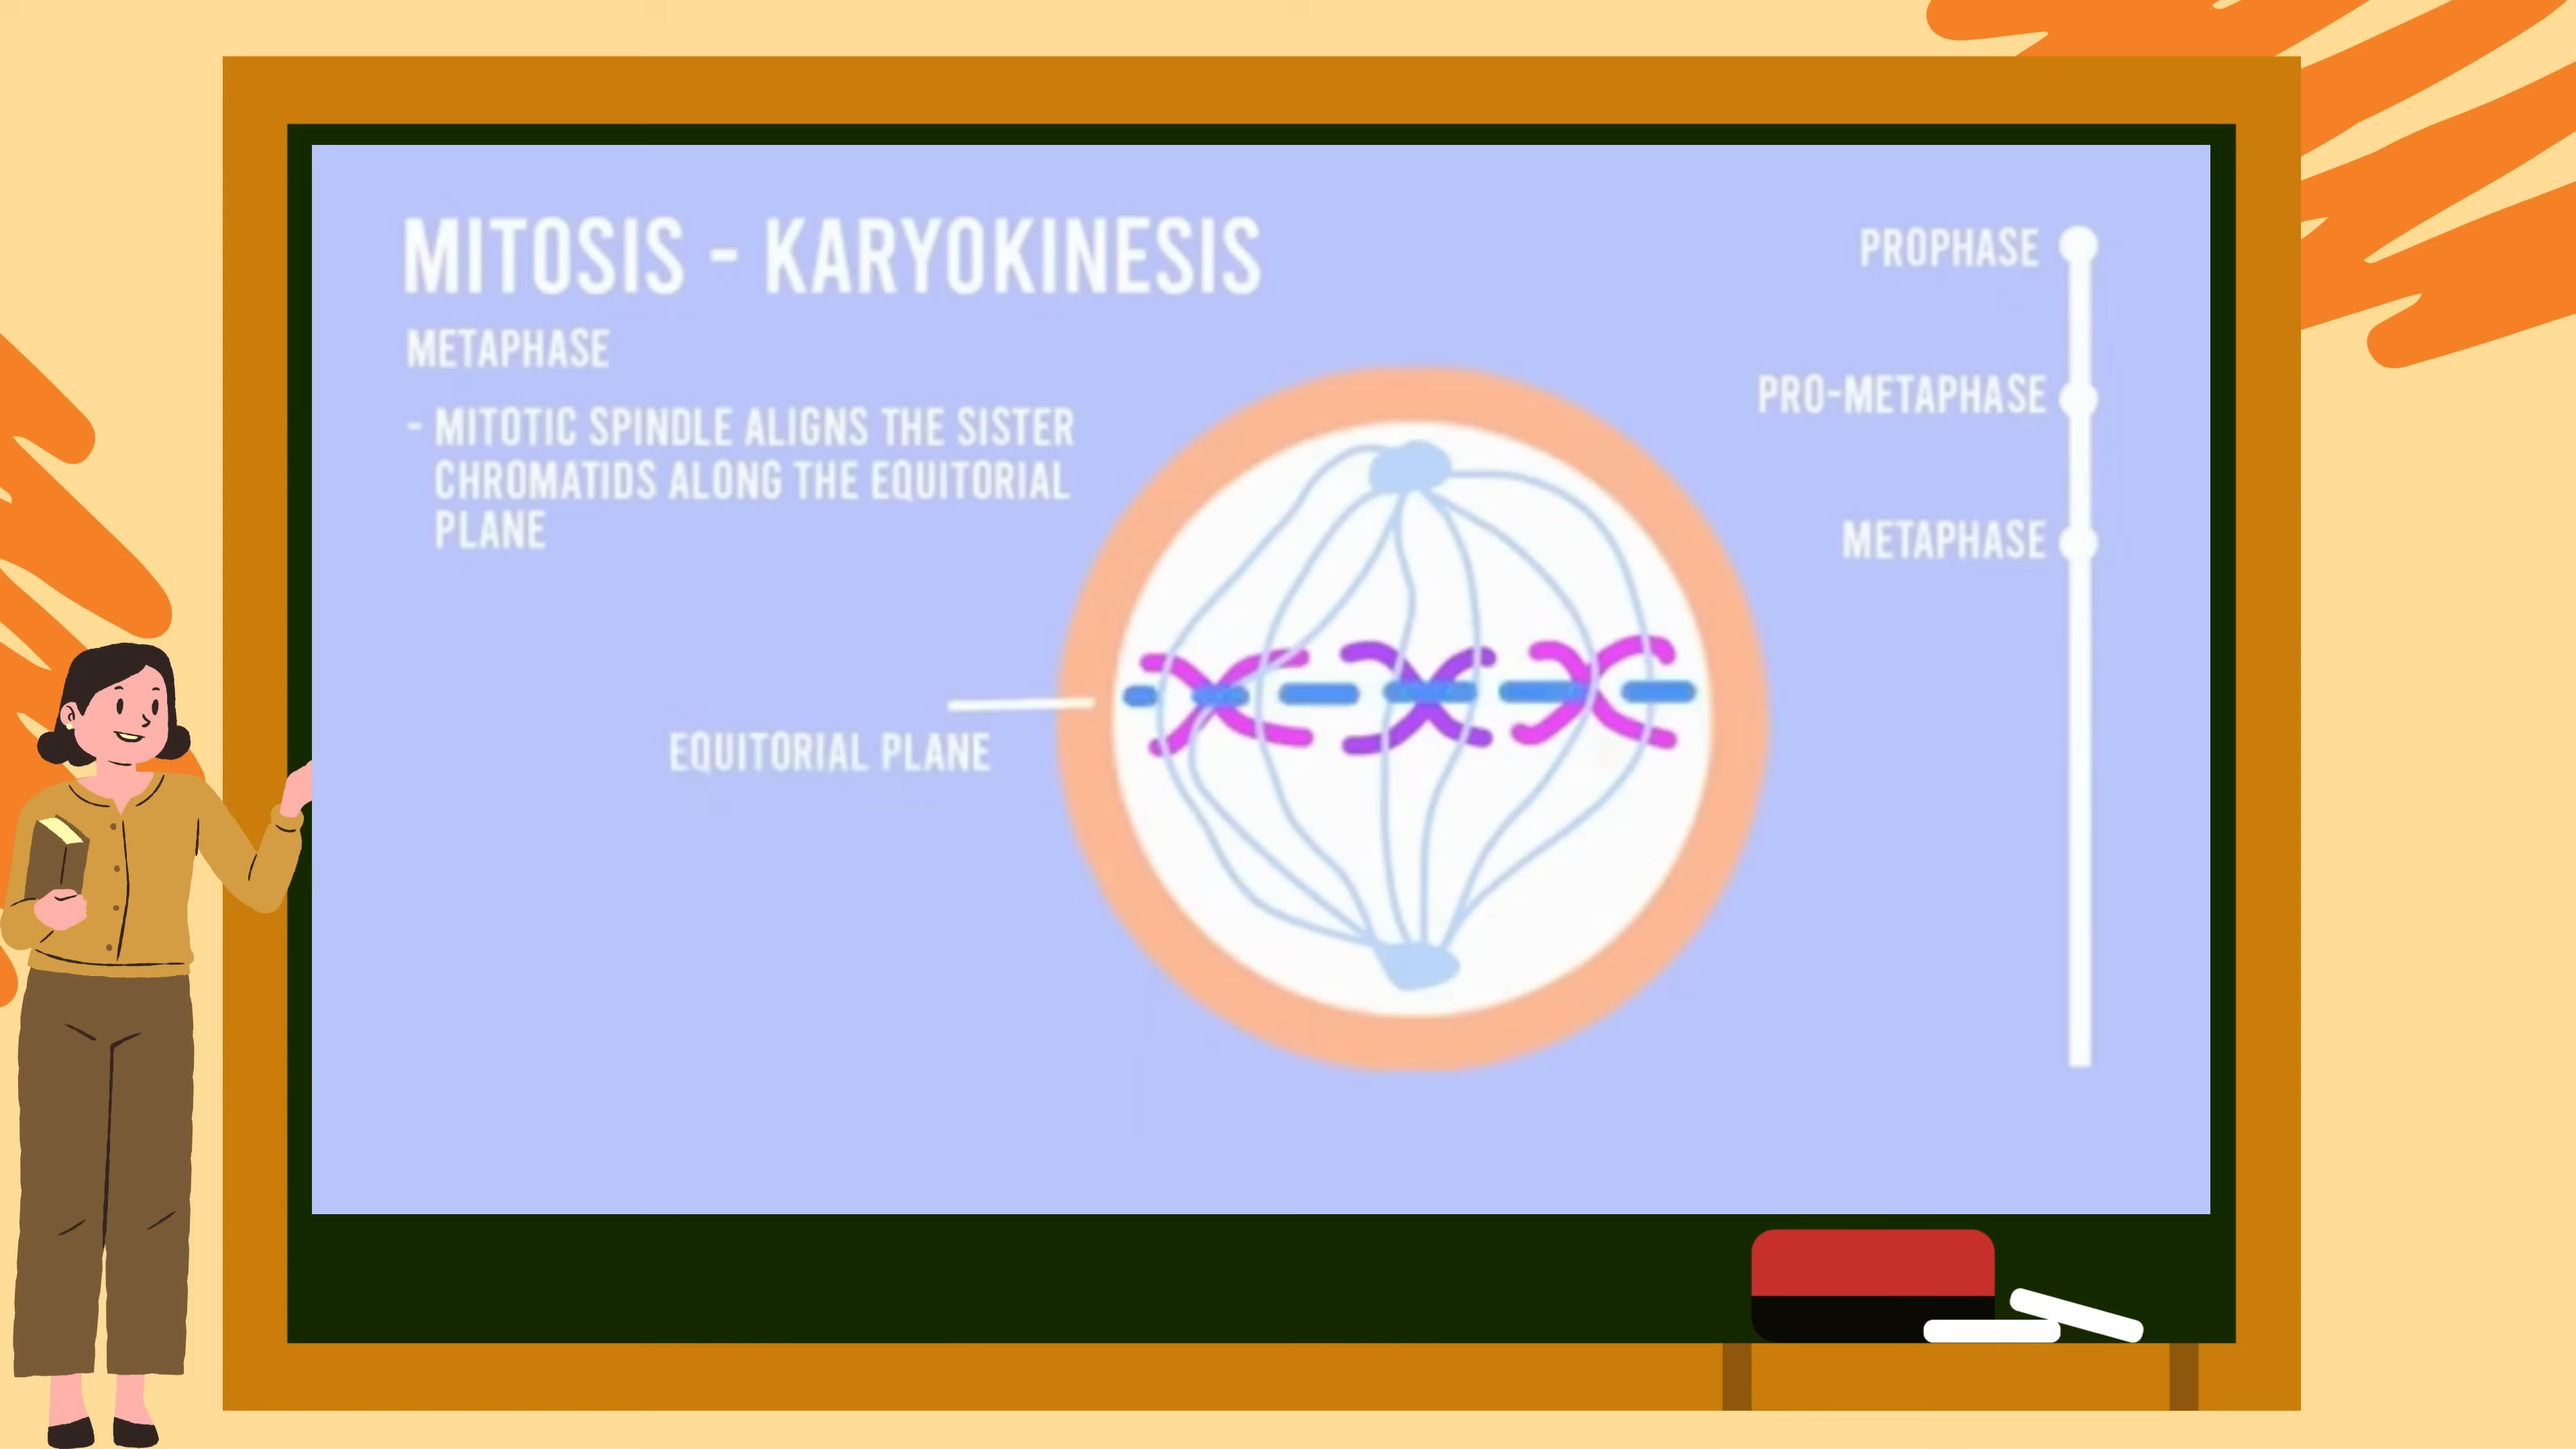 MITOSIS - KARYOKINESIS
METAPHASE
- MITOTIC SPINDLE ALIGNS THE SISTER
CHROMATIDS ALONG THE EQUITORIAL
PLANE
EQUITORIAL PLANE
PROPHASE
PRO-METAPHASE
METAPHASE